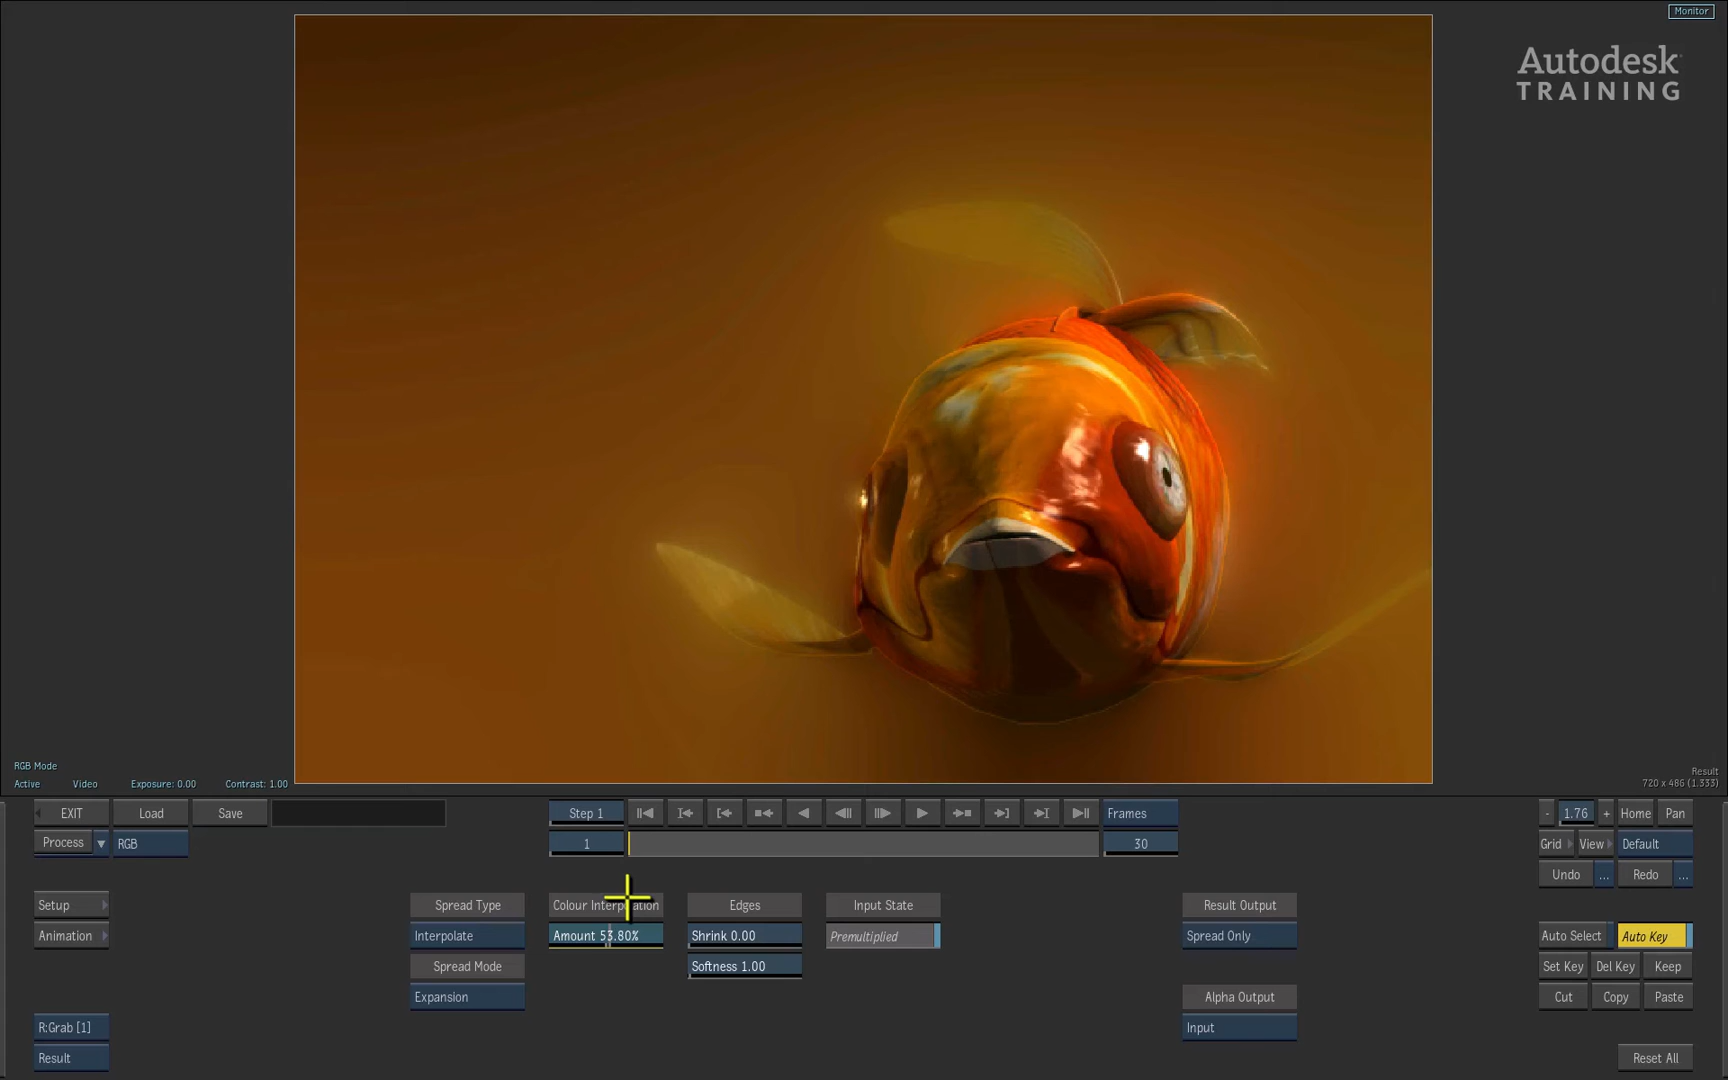 Monitor
Autodesk
TRAINING
RGB Mode
Active Video Exposure: 0.00 Contrast: 1.00
Result
720 x 486 (1.333)
EXIT Load Save Step 1 Frames - 1.76 + Home Pan
Process RGB 1 30 Grid View Default
Undo ... Redo ...
Setup Spread Type Colour Interpolation Edges Input State Result Output
Animation Interpolate Amount 53.80% Shrink 0.00 Premultiplied Spread Only Auto Select Auto Key
Spread Mode Softness 1.00 Set Key Del Key Keep
Expansion Alpha Output Cut Copy Paste
R:Grab [1] Input
Result Reset All